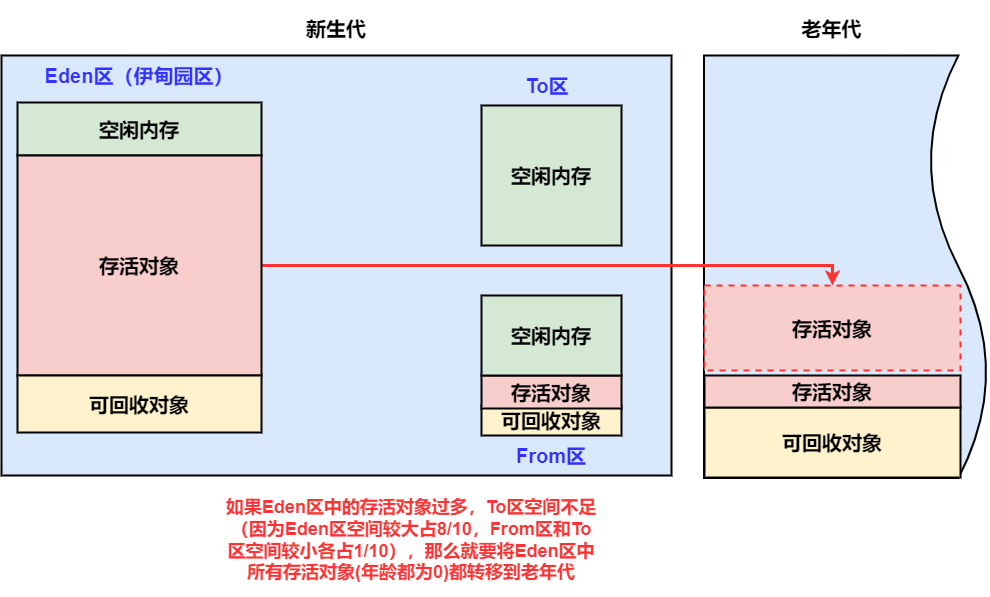 新生代
老年代
Eden区（伊甸园区）
To区
空闲内存
空闲内存
存活对象
空闲内存
存活对象
存活对象
存活对象
可回收对象
可回收对象
可回收对象
From区
如果Eden区中的存活对象过多，To区空间不足
（因为Eden区空间较大占8/10，From区和To
区空间较小各占1/10），那么就要将Eden区中
所有存活对象(年龄都为0)都转移到老年代